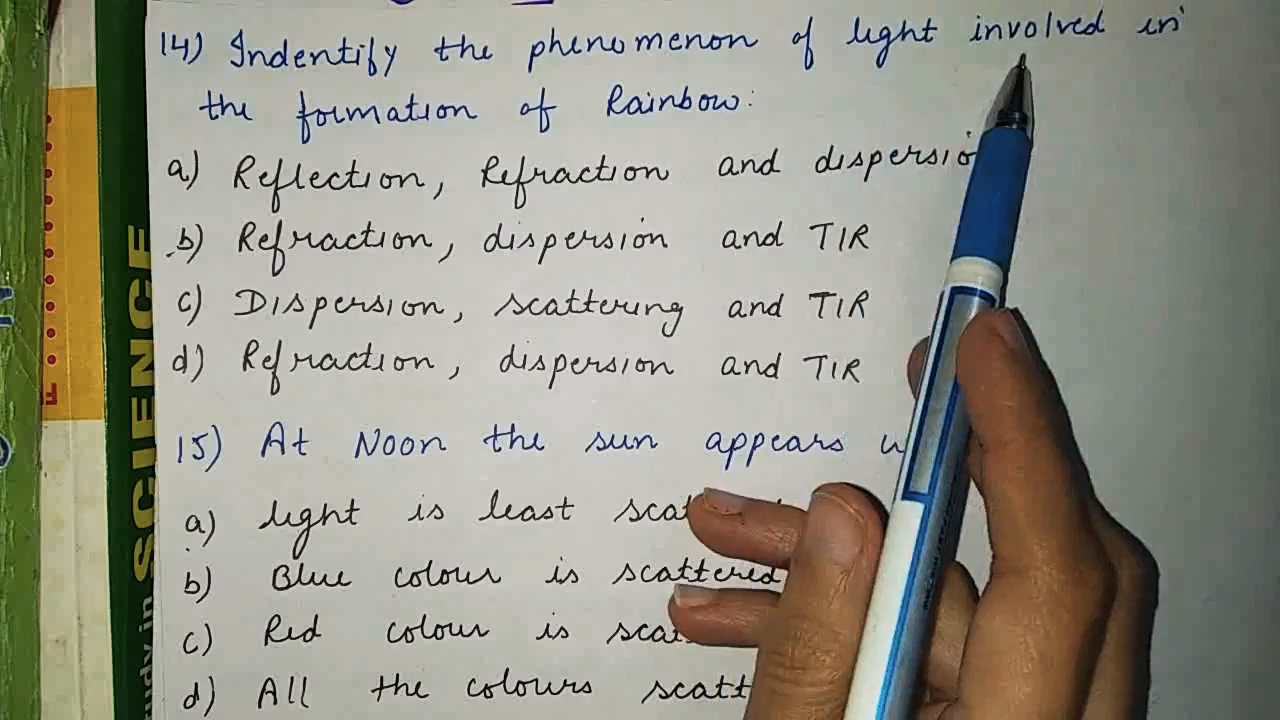 14) Indentify the phenomenon of light involved in
the formation of Rainbow:
a) Reflection, Refraction and
b) Refraction, dispersion and TIR
c) Dispersion, scattering and TIR
d) Refraction, dispersion and TIR
15) At Noon the sun appears
a) light is least
b) Blue colour is scattered
c) Red colour is
d) All the colours
study in SCIENCE